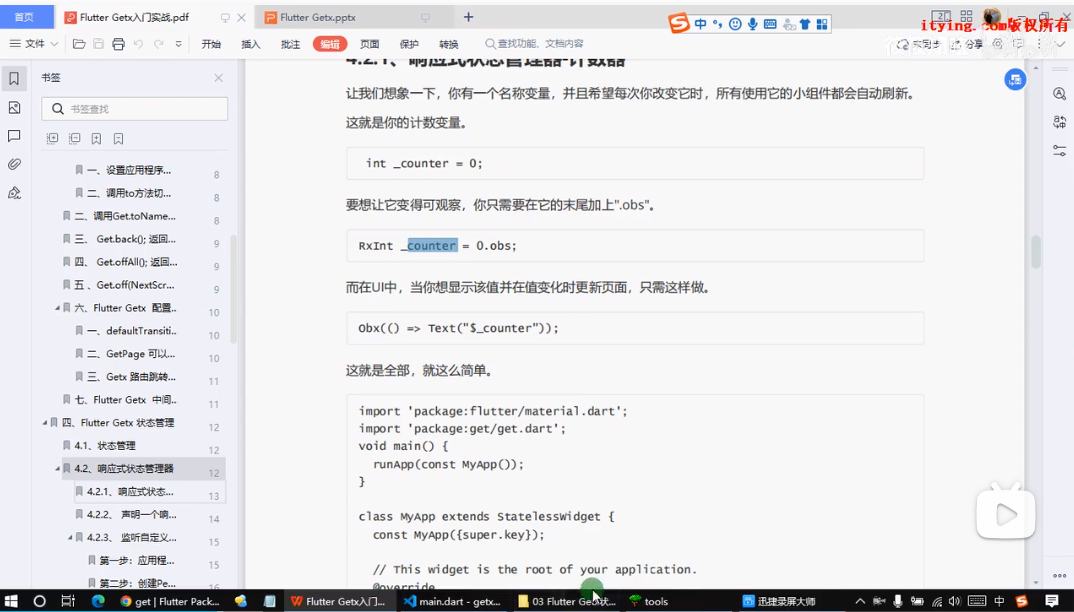 首页
Flutter Getx入门实战.pdf
Flutter Getx.pptx
中
itying.com版权所有
文件
开始
插入
批注
编辑
页面
保护
转换
查找功能、文档内容
未同步
分享
书签
书签查找
一、设置应用程序... 8
二、调用to方法切... 8
二、调用Get.toName... 8
三、 Get.back(); 返回... 9
四、 Get.offAll(); 返回... 9
五 、Get.off(NextScr... 9
六、Flutter Getx 配置... 10
一、defaultTransiti... 10
二、GetPage 可以... 10
三、Getx 路由跳转... 11
七、Flutter Getx 中间... 11
四、Flutter Getx 状态管理 12
4.1、状态管理 12
4.2、响应式状态管理器 12
4.2.1、响应式状态... 13
4.2.2、 声明一个响... 14
4.2.3、 监听自定义... 15
第一步：应用程... 15
第二步：创建Pe... 15
4.2.1、响应式状态管理器-计数器
让我们想象一下，你有一个名称变量，并且希望每次你改变它时，所有使用它的小组件都会自动刷新。
这就是你的计数变量。
int _counter = 0;
要想让它变得可观察，你只需要在它的末尾加上".obs"。
RxInt _counter = 0.obs;
而在UI中，当你想显示该值并在值变化时更新页面，只需这样做。
Obx(() => Text("$_counter"));
这就是全部，就这么简单。
import 'package:flutter/material.dart';
import 'package:get/get.dart';
void main() {
runApp(const MyApp());
}
class MyApp extends StatelessWidget {
const MyApp({super.key});
// This widget is the root of your application.
@override
get | Flutter Pack...
Flutter Getx入门...
main.dart - getx...
03 Flutter Getx状...
tools
迅捷录屏大师
中